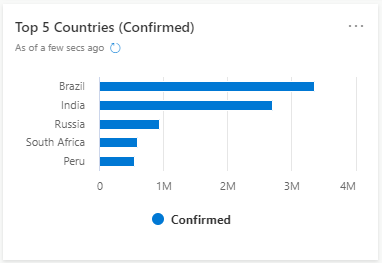 Top 5 Countries (Confirmed)
As of a few secs ago
Brazil
India
Russia
South Africa
Peru
0 1M 2M 3M 4M
Confirmed